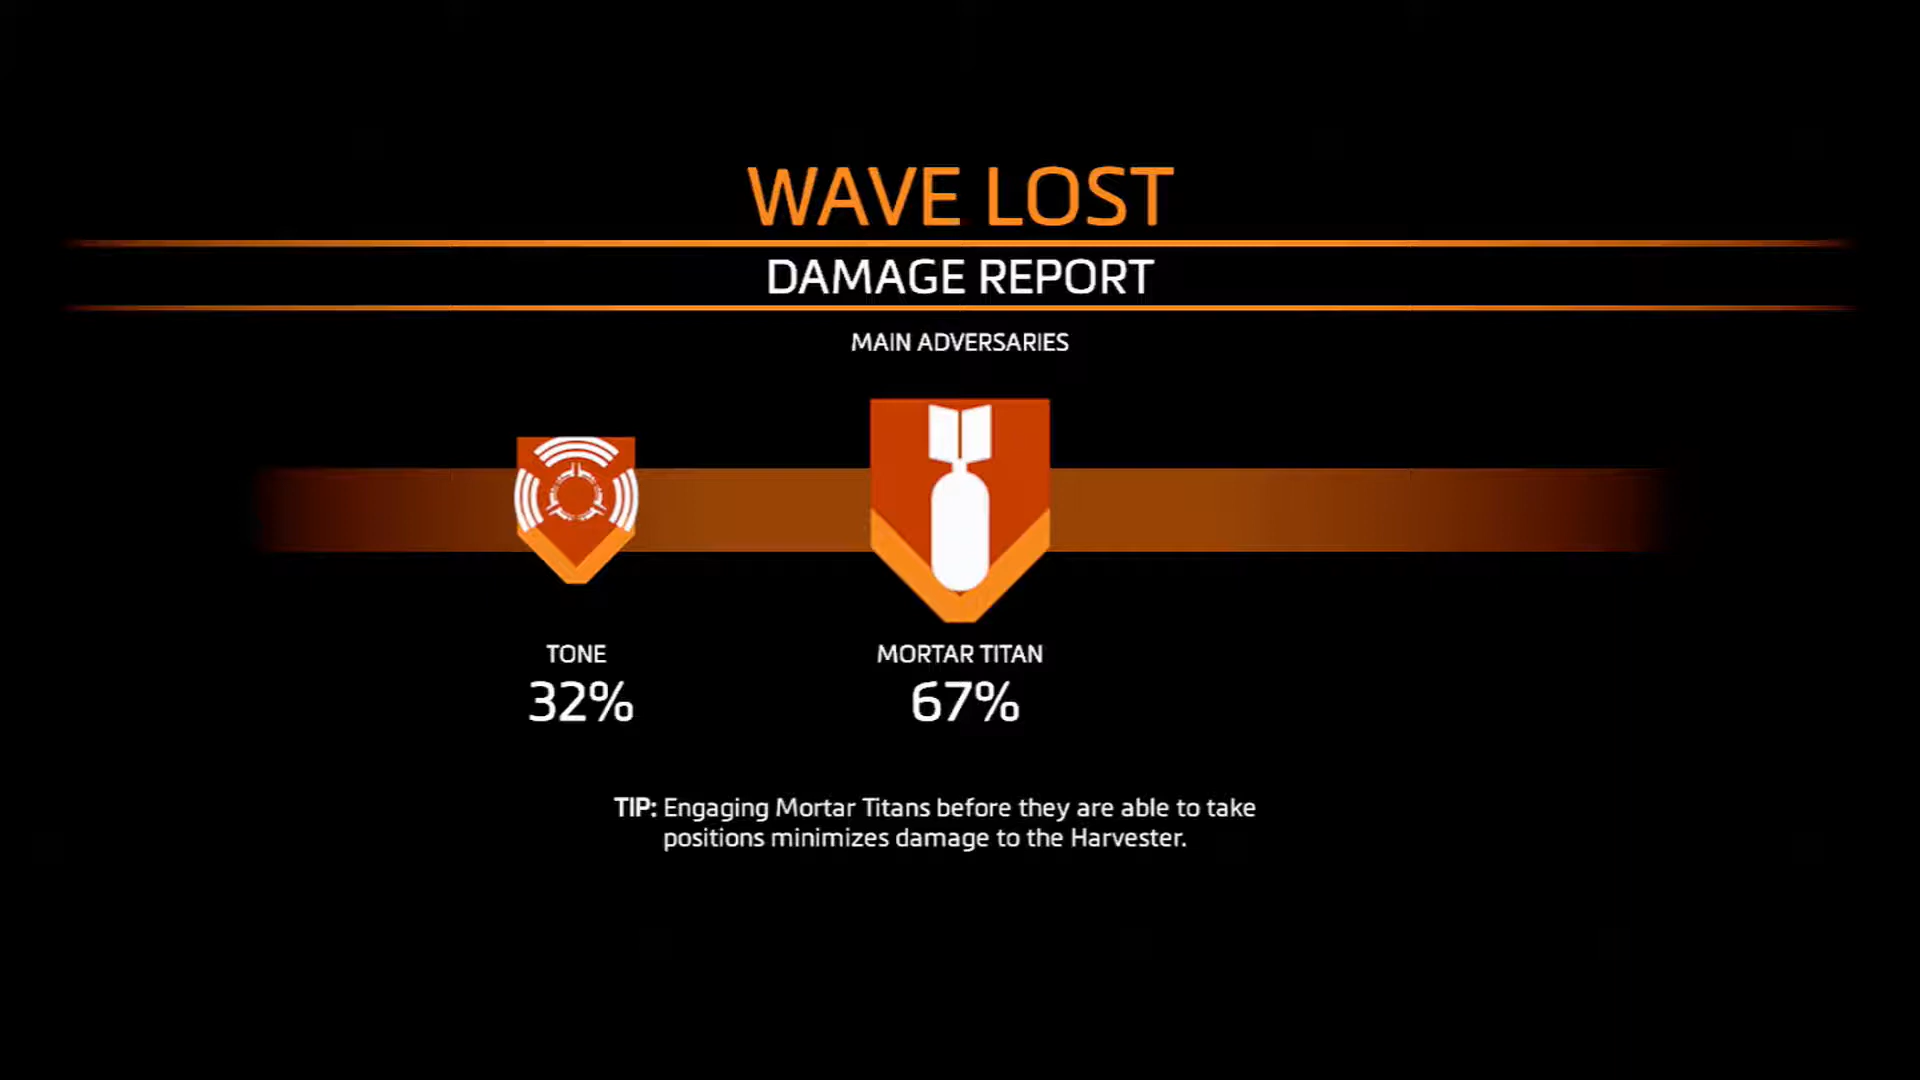 WAVE LOST
DAMAGE REPORT
MAIN ADVERSARIES
TONE
32%
MORTAR TITAN
67%
TIP: Engaging Mortar Titans before they are able to take
positions minimizes damage to the Harvester.